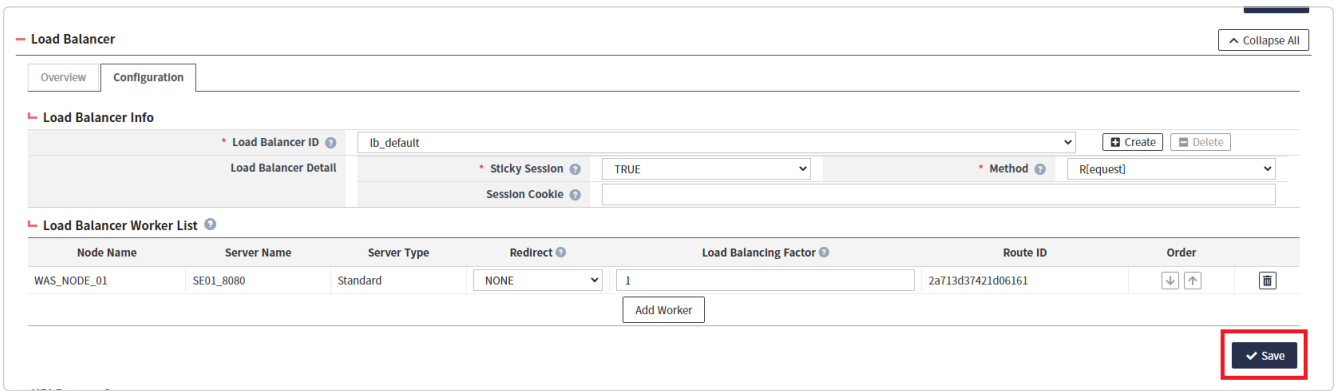 Load Balancer
Collapse All
Overview Configuration
Load Balancer Info
* Load Balancer ID lb_default Create Delete
Load Balancer Detail * Sticky Session TRUE * Method R[equest]
Session Cookie
Load Balancer Worker List
Node Name Server Name Server Type Redirect Load Balancing Factor Route ID Order
WAS_NODE_01 SE01_8080 Standard NONE 1 2a713d37421d06161
Add Worker
Save